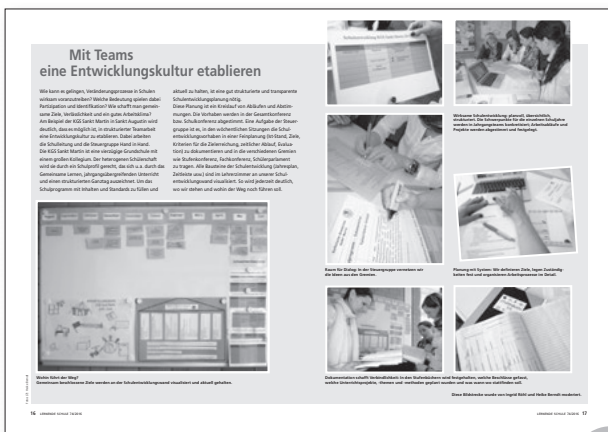 Mit Teams
eine Entwicklungskultur etablieren
Wie kann es gelingen, Veränderungsprozesse in Schulen
wirksam voranzutreiben? Welche Bedeutung spielen dabei
Partizipation und Identifikation? Wie schafft man gemein-
same Ziele, Verlässlichkeit und ein gutes Arbeitsklima?
Am Beispiel der KGS Sankt Martin in Sankt Augustin wird
deutlich, dass es möglich ist, in strukturierter Teamarbeit
eine Entwicklungskultur zu etablieren. Dabei arbeiten
die Schulleitung und die Steuergruppe Hand in Hand.
Die KGS Sankt Martin ist eine vierzügige Grundschule mit
einem großen Kollegium. Der heterogenen Schülerschaft
wird sie durch ein Schulprofil gerecht, das sich u. a. durch das
Gemeinsame Lernen, jahrgangsübergreifenden Unterricht
und einen strukturierten Ganztag auszeichnet. Um das
Schulprogramm mit Inhalten und Standards zu füllen und
aktuell zu halten, ist eine gut strukturierte und transparente
Schulentwicklungsplanung nötig.
Diese Planung ist ein Kreislauf von Abläufen und Abstim-
mungen. Die Vorhaben werden in der Gesamtkonferenz
bzw. Schulkonferenz abgestimmt. Eine Aufgabe der Steuer-
gruppe ist es, in den wöchentlichen Sitzungen die Schul-
entwicklungsvorhaben in einer Feinplanung (Ist-Stand, Ziele,
Kriterien für die Zielerreichung, zeitlicher Ablauf, Evalua-
tion) zu dokumentieren und in die verschiedenen Gremien
wie Stufenkonferenz, Fachkonferenz, Schülerparlament
zu tragen. Alle Bausteine der Schulentwicklung (Jahresplan,
Zeitleiste usw.) sind im Lehrerzimmer an unserer Schul-
entwicklungswand visualisiert. So wird jederzeit deutlich,
wo wir stehen und wohin der Weg noch führen soll.
Wohin führt der Weg?
Gemeinsam beschlossene Ziele werden an der Schulentwicklungswand visualisiert und aktuell gehalten.
16 LERNENDE SCHULE
Wirksame Schulentwicklung: planvoll, übersichtlich,
strukturiert. Die Schwerpunkte für die einzelnen Schuljahre
werden in Jahrgangsteams konkretisiert; Arbeitsabläufe und
Projekte werden abgestimmt und festgelegt.
Raum für Dialog: In der Steuergruppe vernetzen wir
die Ideen aus den Gremien.
Planung mit System: Wir definieren Ziele, legen Zuständig-
keiten fest und organisieren Arbeitsprozesse im Detail.
Dokumentation schafft Verbindlichkeit: In den Stufenbüchern wird festgehalten, welche Beschlüsse gefasst,
welche Unterrichtsprojekte, -themen und -methoden geplant wurden und was wann wo stattfinden soll.
Diese Bildstrecke wurde von Ingrid und Heike moderiert.
LERNENDE SCHULE 17